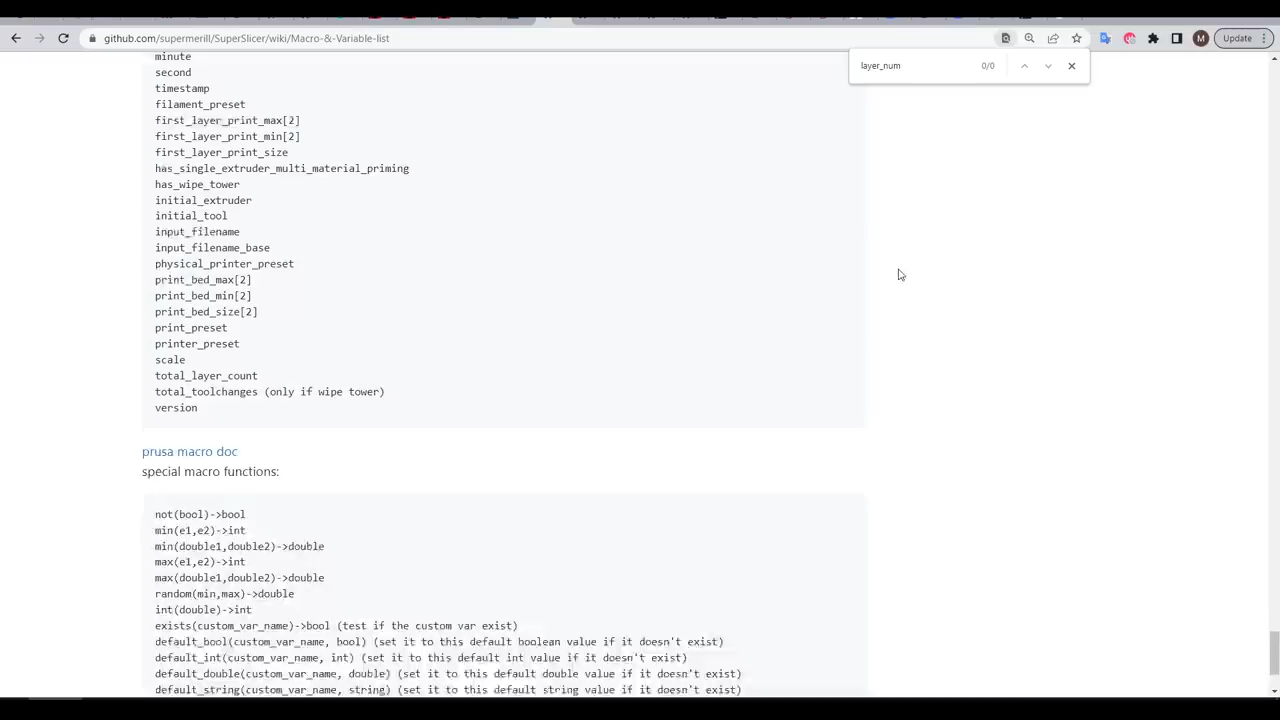 github.com/supermerill/SuperSlicer/wiki/Macro-&-Variable-list
M
Update
layer_num 0/0
minute
second
timestamp
filament_preset
first_layer_print_max[2]
first_layer_print_min[2]
first_layer_print_size
has_single_extruder_multi_material_priming
has_wipe_tower
initial_extruder
initial_tool
input_filename
input_filename_base
physical_printer_preset
print_bed_max[2]
print_bed_min[2]
print_bed_size[2]
print_preset
printer_preset
scale
total_layer_count
total_toolchanges (only if wipe tower)
version
prusa macro doc
special macro functions:
not(bool)->bool
min(e1,e2)->int
min(double1,double2)->double
max(e1,e2)->int
max(double1,double2)->double
random(min,max)->double
int(double)->int
exists(custom_var_name)->bool (test if the custom var exist)
default_bool(custom_var_name, bool) (set it to this default boolean value if it doesn't exist)
default_int(custom_var_name, int) (set it to this default int value if it doesn't exist)
default_double(custom_var_name, double) (set it to this default double value if it doesn't exist)
default_string(custom_var_name, string) (set it to this default string value if it doesn't exist)